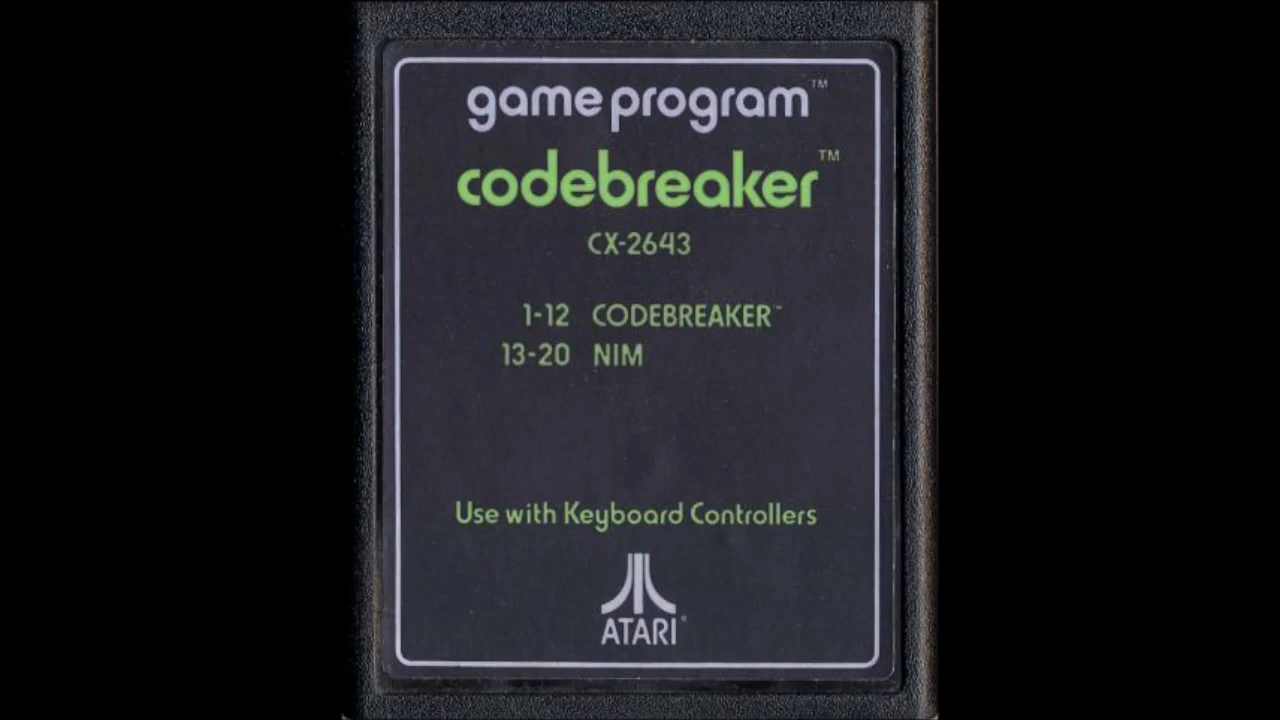 game program™
codebreaker™
CX-2643
1-12 CODEBREAKER™
13-20 NIM
Use with Keyboard Controllers
ATARI®